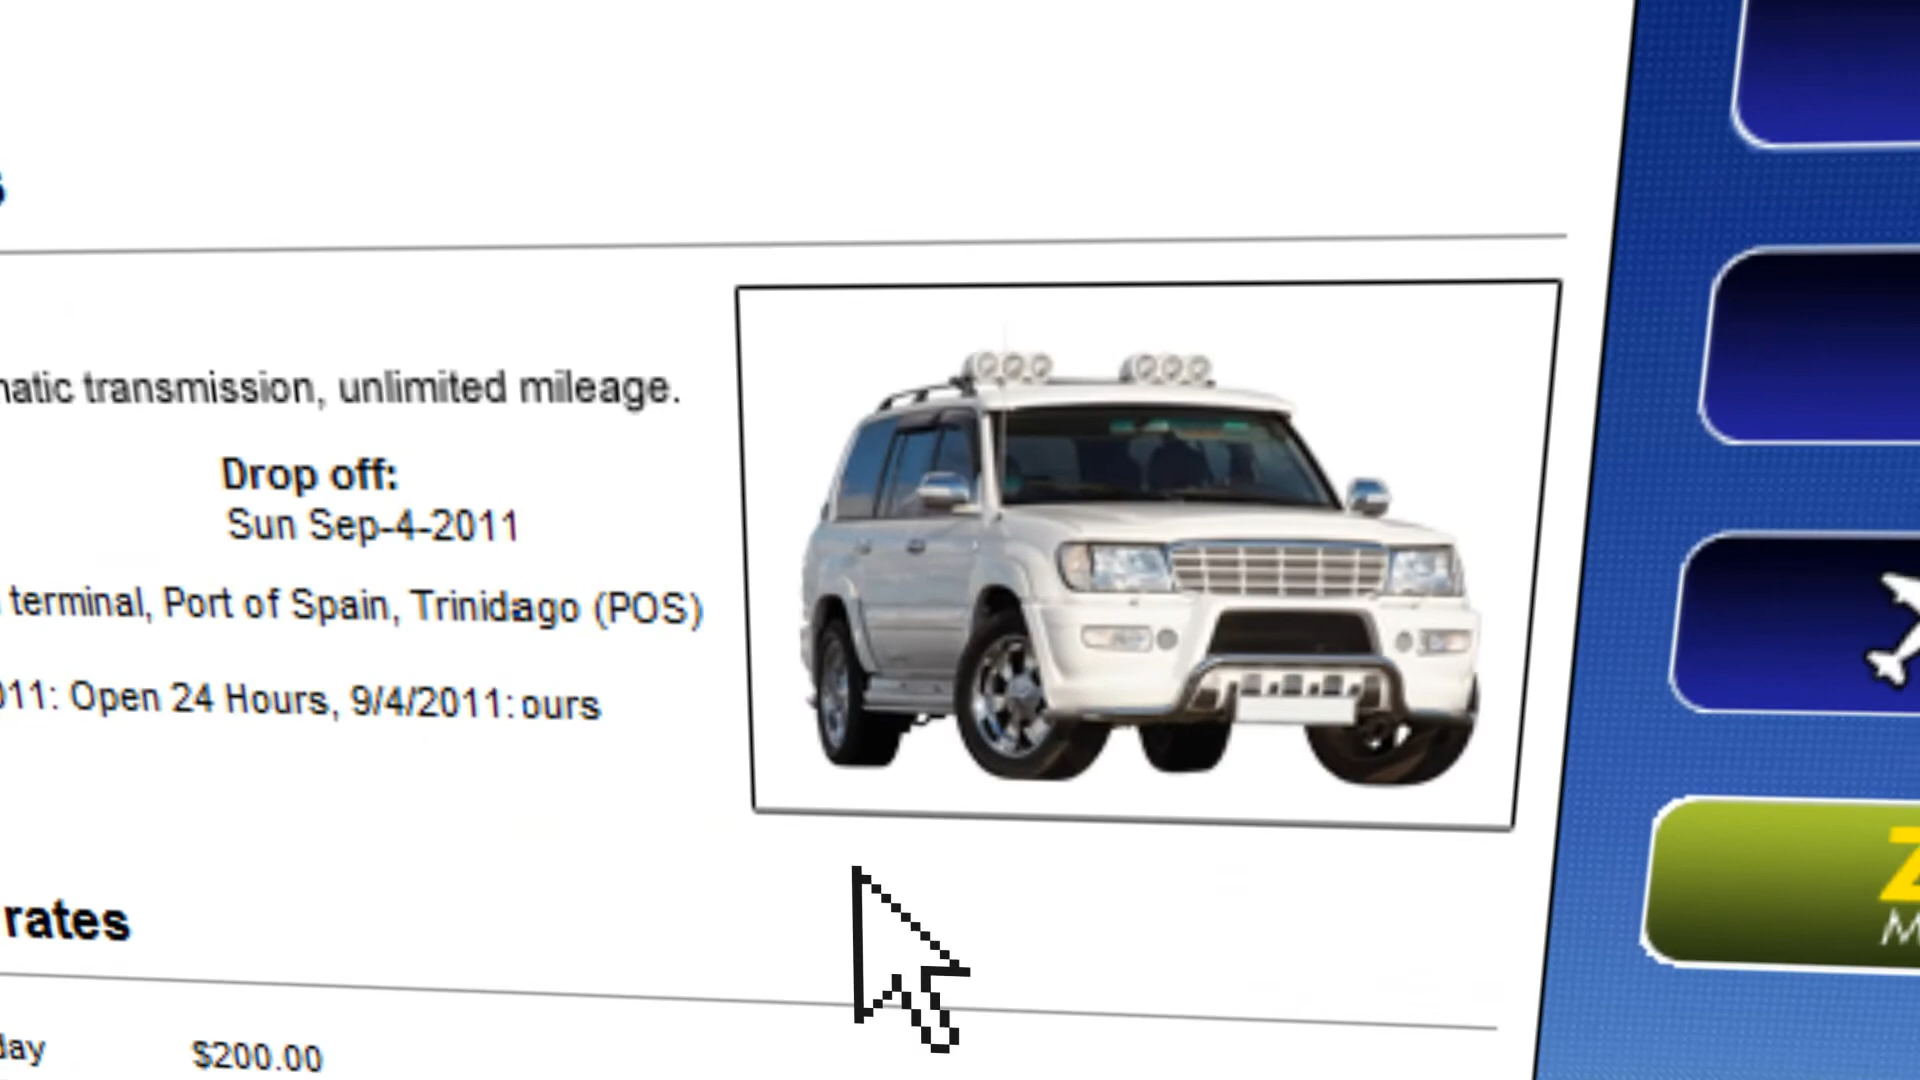 matic transmission, unlimited mileage.
Drop off:
Sun Sep-4-2011
terminal, Port of Spain, Trinidago (POS)
011: Open 24 Hours, 9/4/2011: ours
rates
day
$200.00